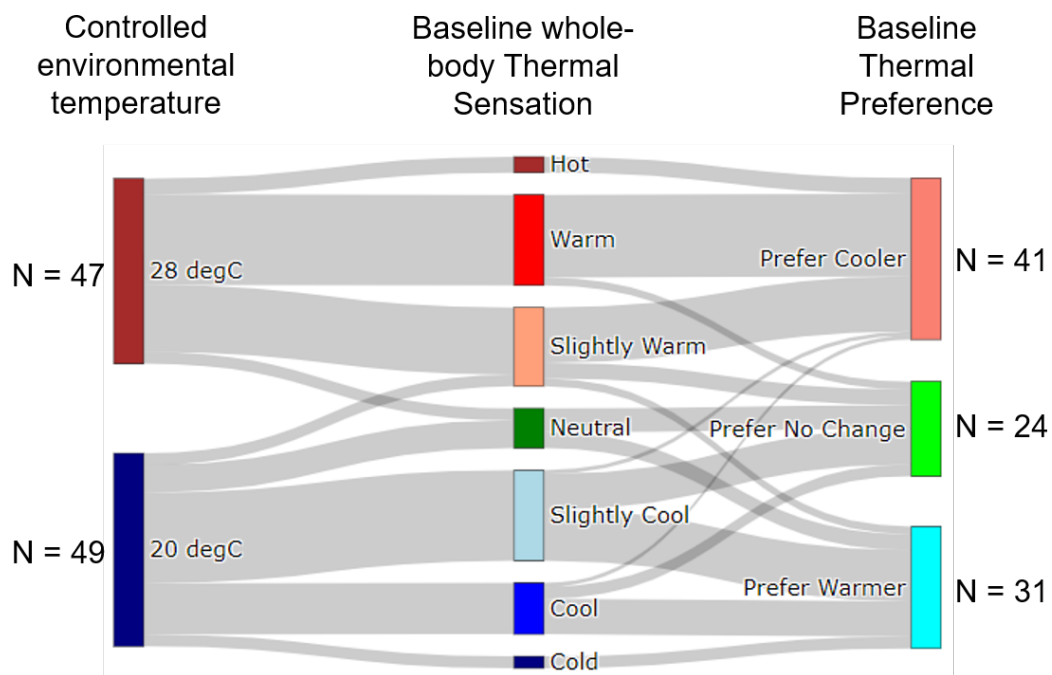 Controlled
environmental
temperature
Baseline whole-
body Thermal
Sensation
Baseline
Thermal
Preference
Hot
Warm
Prefer Cooler
N = 41
28 degC
N = 47
Slightly Warm
Neutral
Prefer No Change
N = 24
Slightly Cool
20 degC
N = 49
Prefer Warmer
N = 31
Cool
Cold